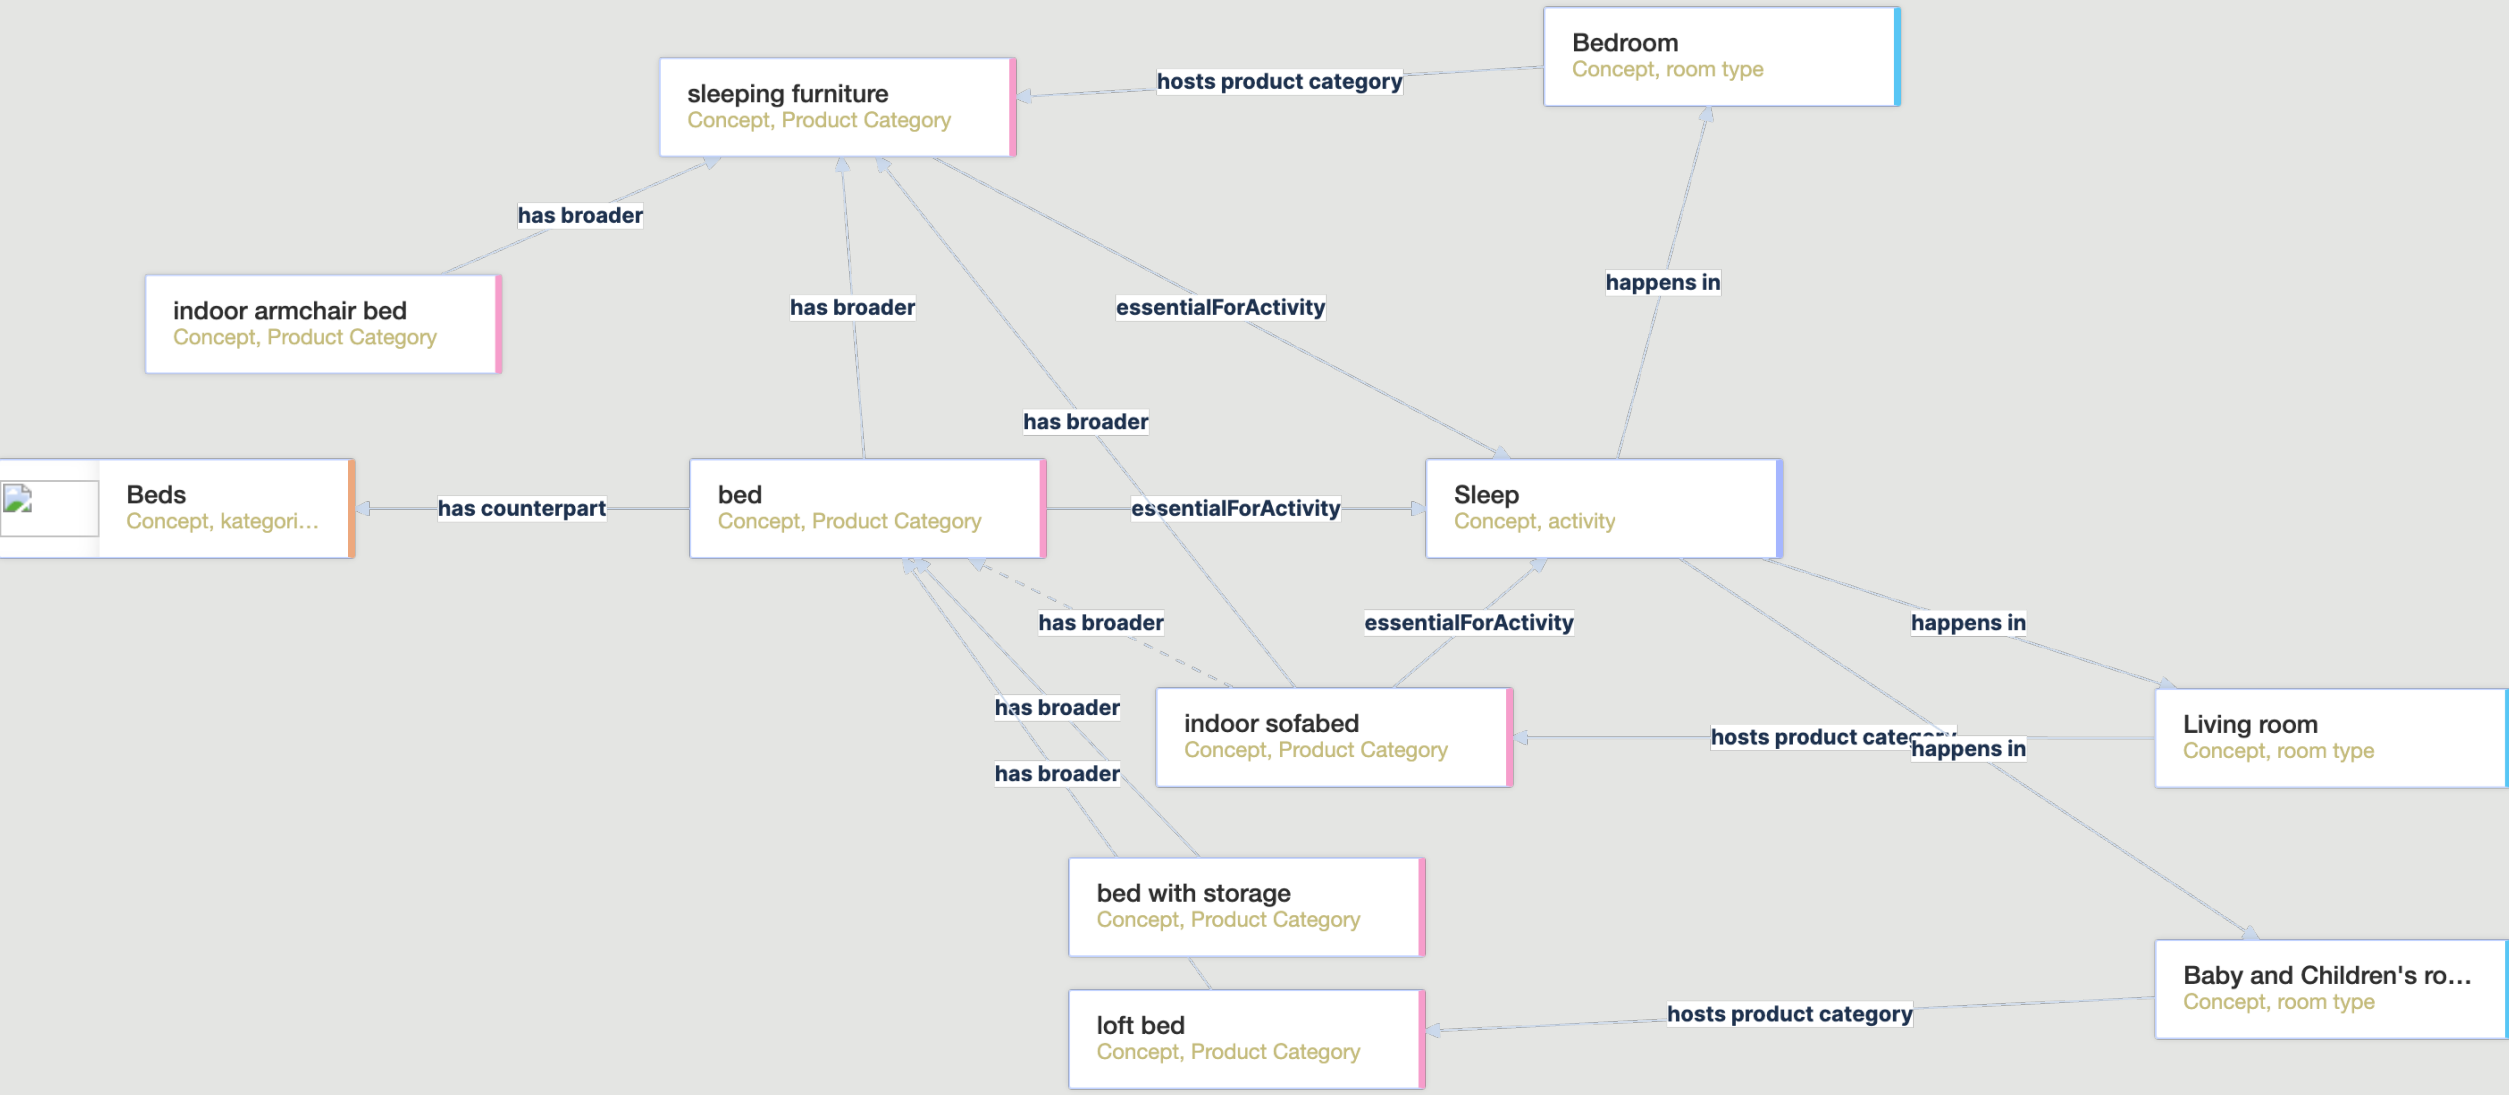 Bedroom
Concept, room type
hosts product category
sleeping furniture
Concept, Product Category
has broader
happens in
indoor armchair bed
Concept, Product Category
has broader
essentialForActivity
has broader
Beds
Concept, kategori...
has counterpart
bed
Concept, Product Category
essentialForActivity
Sleep
Concept, activity
has broader
essentialForActivity
happens in
has broader
indoor sofabed
Concept, Product Category
hosts product category
happens in
Living room
Concept, room type
has broader
bed with storage
Concept, Product Category
Baby and Children's ro...
Concept, room type
hosts product category
loft bed
Concept, Product Category